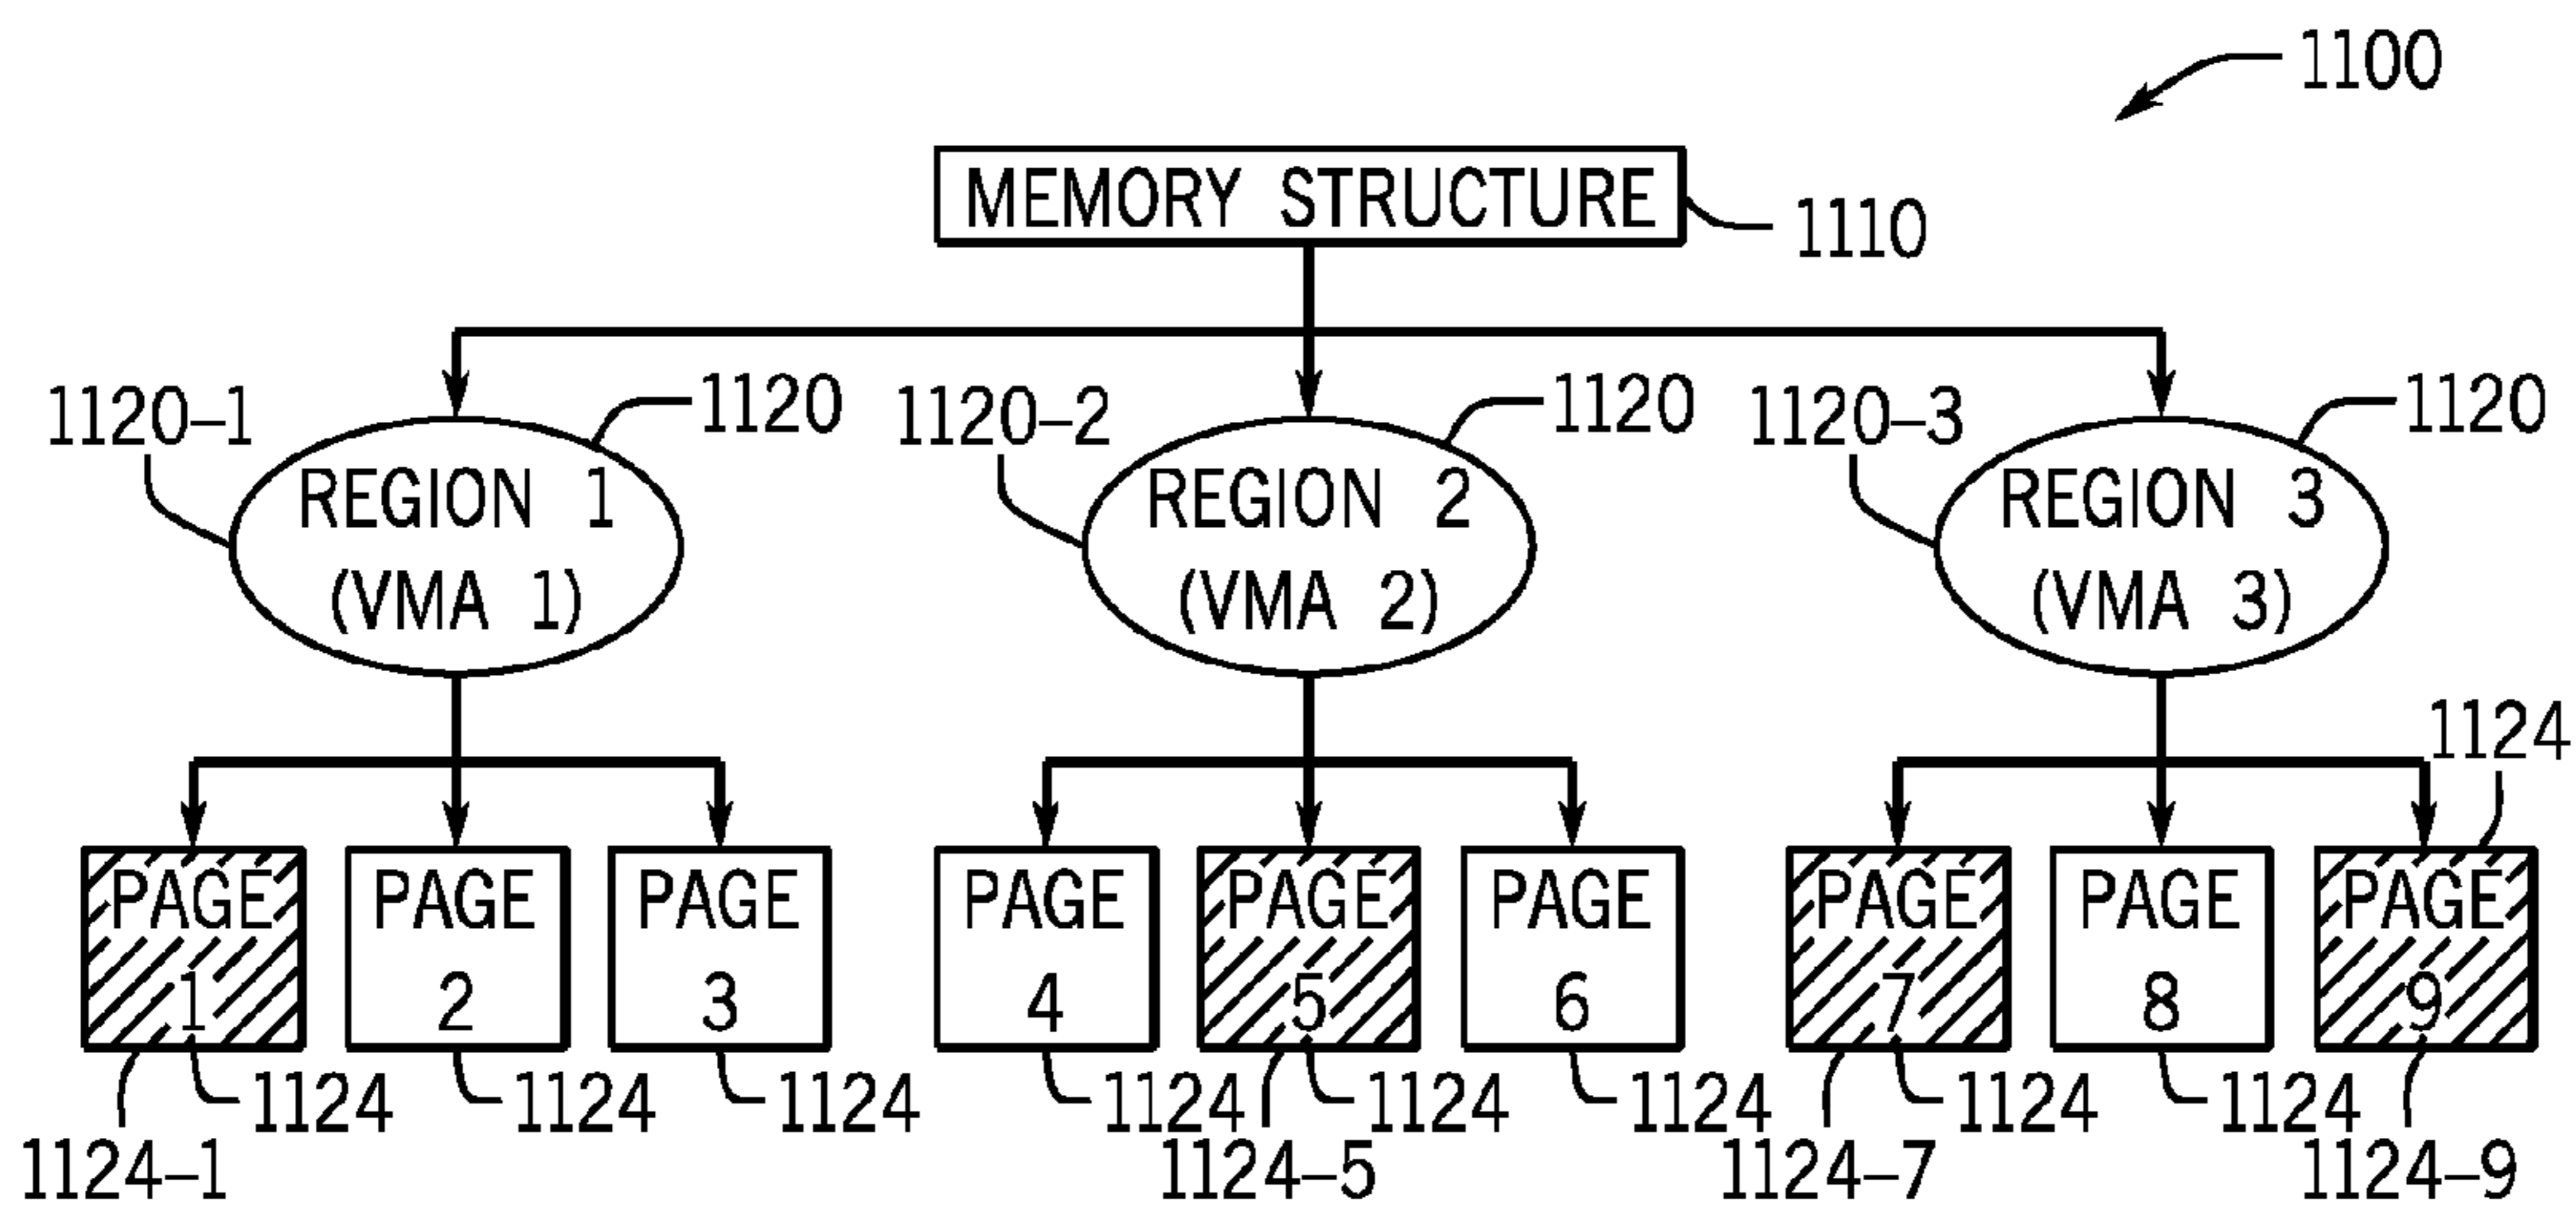 1100
MEMORY STRUCTURE
1110
1120-1
1120
REGION 1
(VMA 1)
1120-2
1120
REGION 2
(VMA 2)
1120-3
1120
REGION 3
(VMA 3)
1124
PAGE
1
PAGE
2
PAGE
3
PAGE
4
PAGE
5
PAGE
6
PAGE
7
PAGE
8
PAGE
9
1124
1124
1124
1124
1124
1124
1124
1124
1124-1
1124-5
1124-7
1124-9